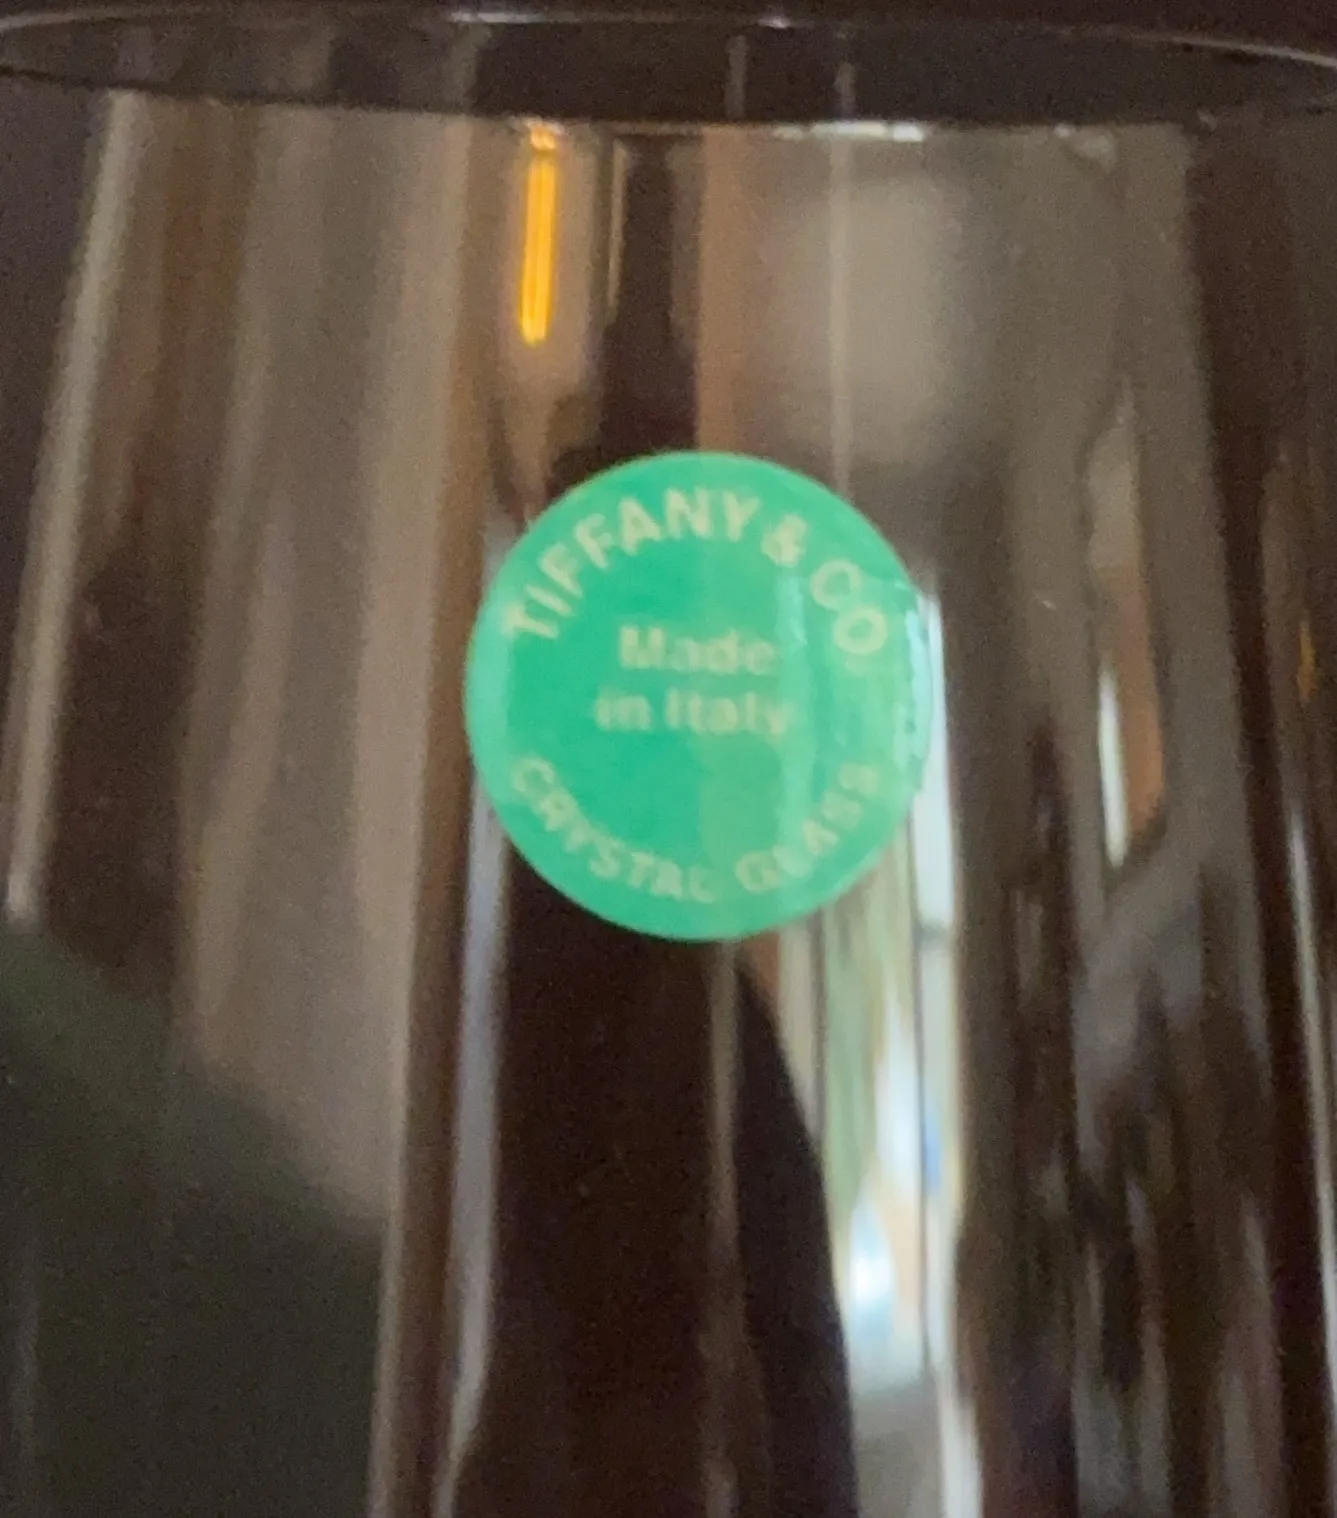 TIFFANY & CO
Made
in Italy
CRYSTAL GLASS